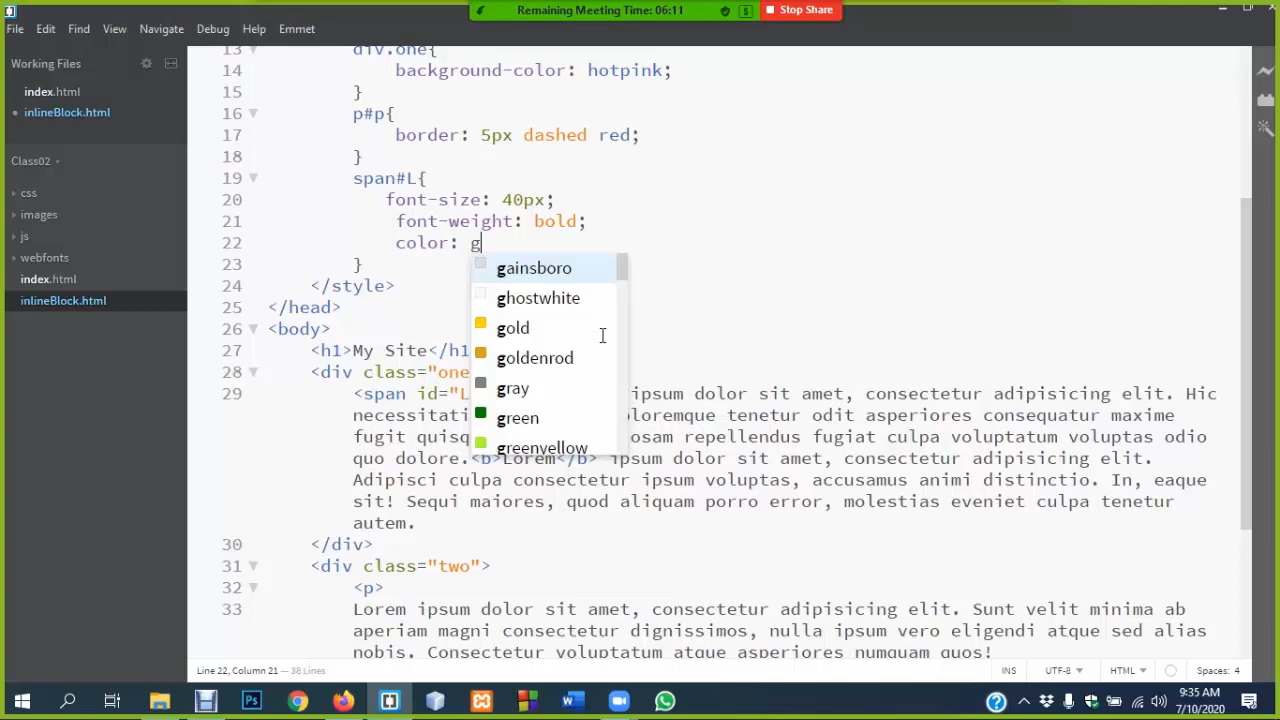 Remaining Meeting Time: 06:11
Stop Share
File Edit Find View Navigate Debug Help Emmet
Working Files
index.html
inlineBlock.html
Class02
css
images
js
webfonts
index.html
inlineBlock.html
13 div.one{
14 background-color: hotpink;
15 }
16 p#p{
17 border: 5px dashed red;
18 }
19 span#L{
20 font-size: 40px;
21 font-weight: bold;
22 color: g
23 }
24 </style>
25 </head>
26 <body>
27 <h1>My Site</h1
28 <div class="one
29 <span id="L ipsum dolor sit amet, consectetur adipisicing elit. Hic
necessitati oloremque tenetur odit asperiores consequatur maxime
fugit quisq osam repellendus fugiat culpa voluptatum voluptas odio
quo dolore.<b>Lorem</b> ipsum dolor sit amet, consectetur adipisicing elit.
Adipisci culpa consectetur ipsum voluptas, accusamus animi distinctio. In, eaque
sit! Sequi maiores, quod aliquam porro error, molestias eveniet culpa tenetur
autem.
30 </div>
31 <div class="two">
32 <p>
33 Lorem ipsum dolor sit amet, consectetur adipisicing elit. Sunt velit minima ab
aperiam magni consectetur dignissimos, nulla ipsum vero eligendi atque sed alias
nobis. Consectetur voluptatum atque asperiores numquam quos!
gainsboro
ghostwhite
gold
goldenrod
gray
green
greenyellow
Line 22, Column 21 — 38 Lines
INS UTF-8 HTML Spaces: 4
9:35 AM
7/10/2020